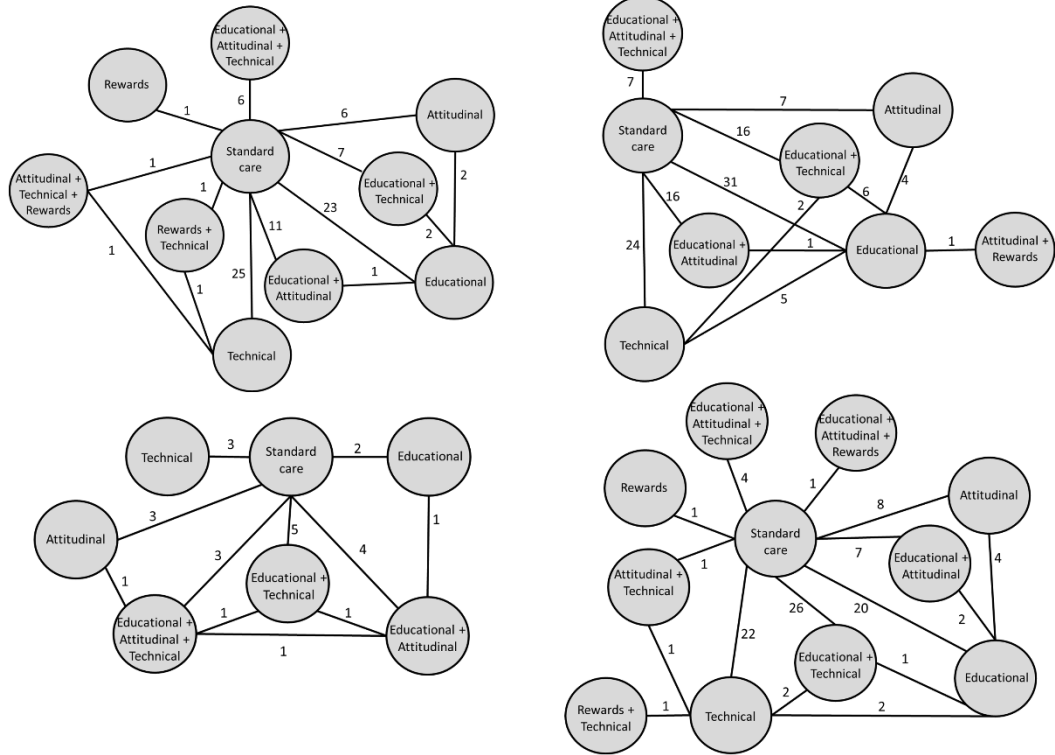 Educational +
Attitudinal +
Technical
Rewards
6
1
6
Attitudinal
Standard
care
7
1
Attitudinal +
Technical +
Rewards
Educational +
Technical
2
1
23
Rewards +
Technical
11
2
1
25
1
1
Educational +
Attitudinal
Educational
Technical
Educational +
Attitudinal +
Technical
7
7
Attitudinal
Standard
care
16
Educational +
Technical
31
4
16
2
6
24
Educational +
Attitudinal
1
Educational
1
Attitudinal +
Rewards
5
Technical
Technical
3
Standard
care
2
Educational
3
1
Attitudinal
5
3
4
1
Educational +
Technical
1
1
Educational +
Attitudinal +
Technical
Educational +
Attitudinal
1
Educational +
Attitudinal +
Technical
Educational +
Attitudinal +
Rewards
4
1
Rewards
Attitudinal
8
1
Standard
care
7
4
Educational +
Attitudinal
1
Attitudinal +
Technical
26
20
2
22
1
Educational +
Technical
1
Educational
2
2
Rewards +
Technical
1
Technical